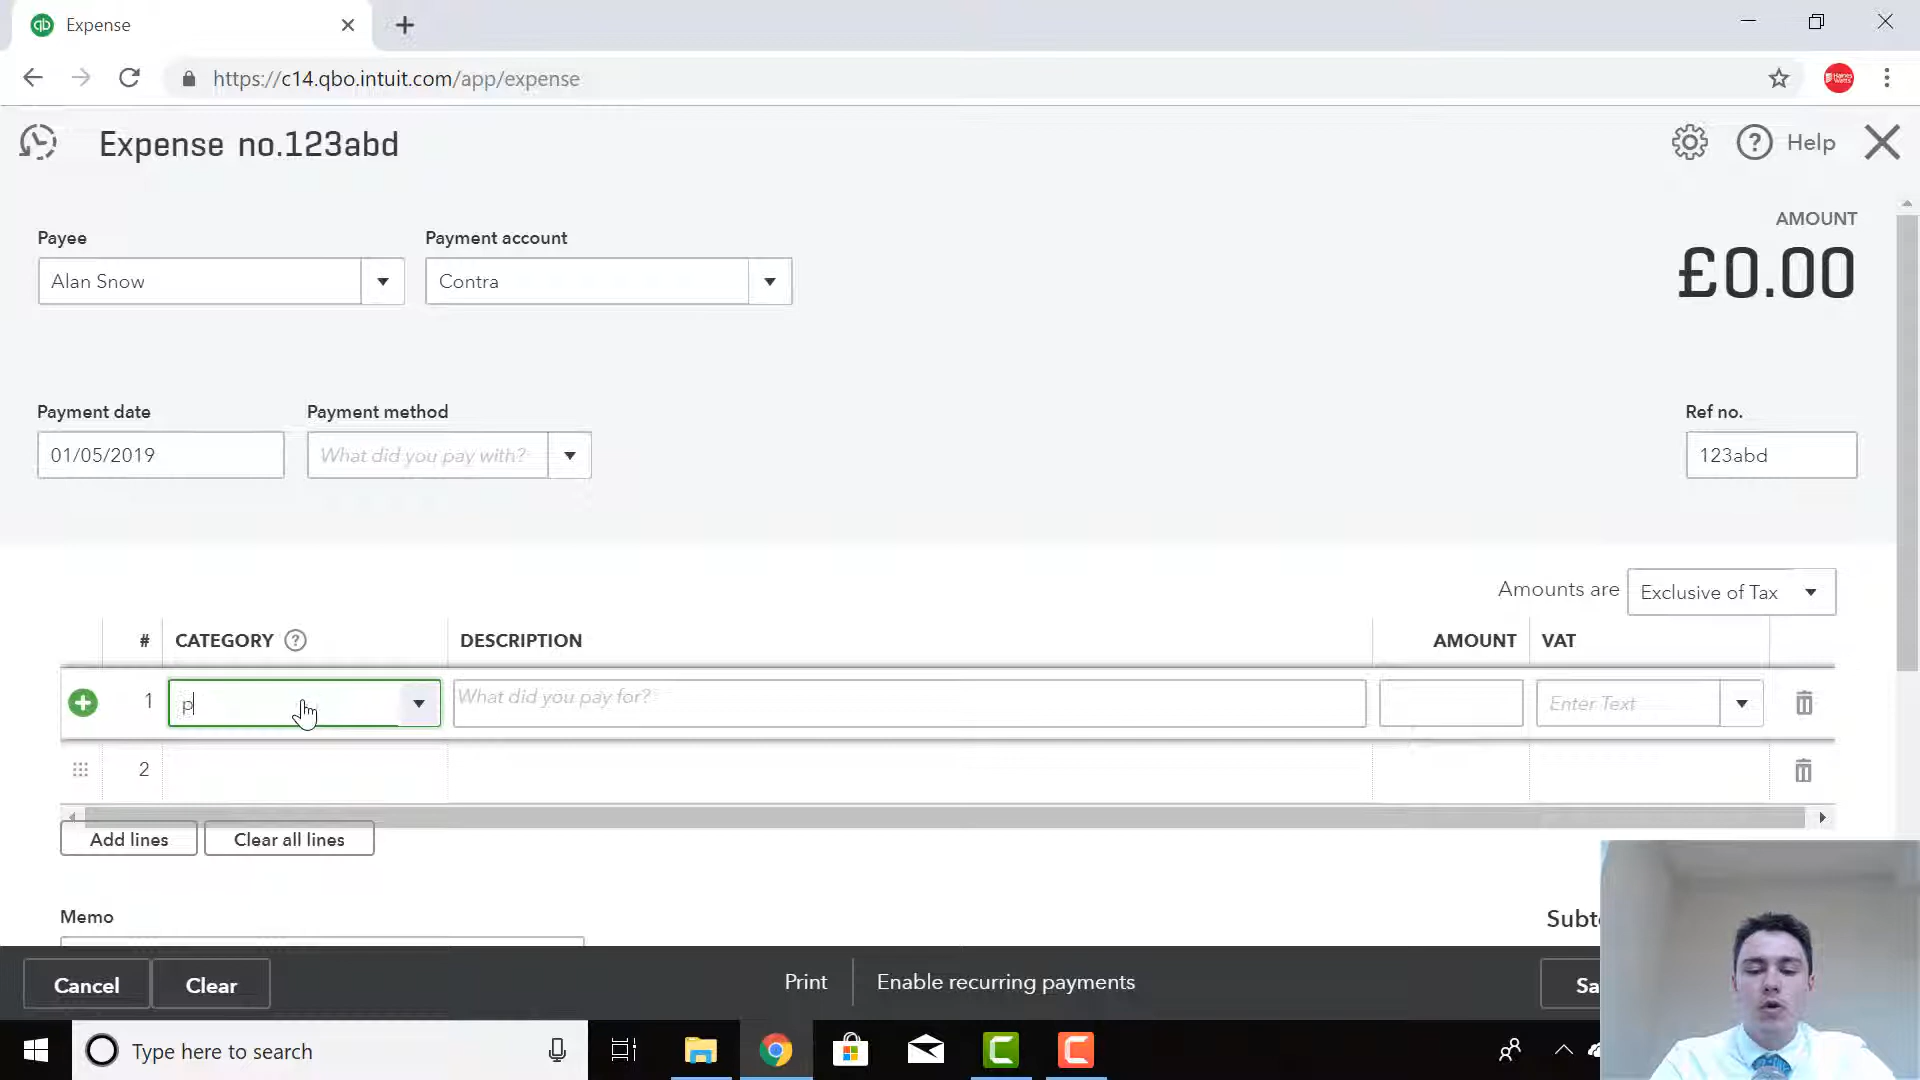 Expense
https://c14.qbo.intuit.com/app/expense
Expense no.123abd
Help
AMOUNT
£0.00
Payee
Payment account
Alan Snow
Contra
Payment date
Payment method
Ref no.
01/05/2019
What did you pay with?
123abd
Amounts are
Exclusive of Tax
# CATEGORY DESCRIPTION AMOUNT VAT
1 p What did you pay for? Enter Text
2
Add lines
Clear all lines
Memo
Subt
Cancel
Clear
Print
Enable recurring payments
Sa
Type here to search